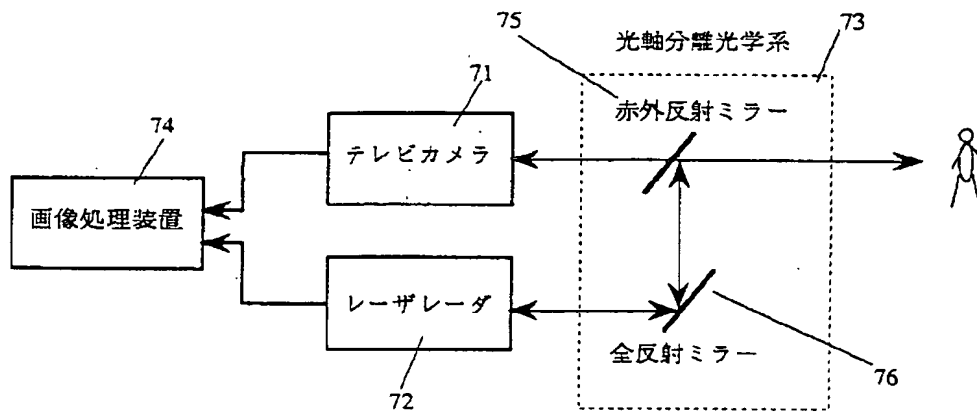 75
光軸分離光学系
73
71
赤外反射ミラー
74
テレビカメラ
画像処理装置
レーザレーダ
全反射ミラー
72
76